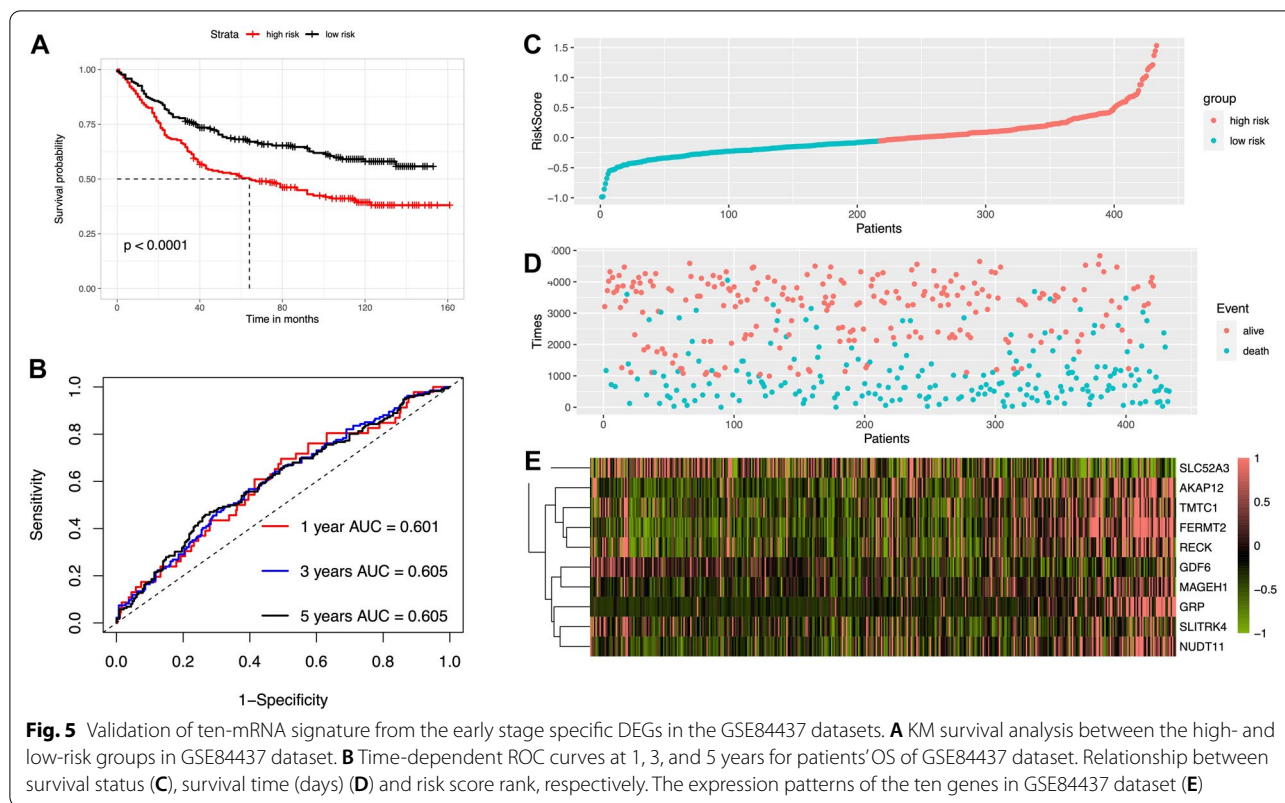 A
Strata high risk low risk
Survival probability
1.00
0.75
0.50
0.25
0.00
p < 0.0001
0 40 80 120 160
Time in months
B
Sensitivity
1.0
0.8
0.6
0.4
0.2
0.0
1 year AUC = 0.601
3 years AUC = 0.605
5 years AUC = 0.605
0.0 0.2 0.4 0.6 0.8 1.0
1−Specificity
C
RiskScore
1.5
1.0
0.5
0.0
−0.5
−1.0
0 100 200 300 400
Patients
group
high risk
low risk
D
Times
5000
4000
3000
2000
1000
0
0 100 200 300 400
Patients
Event
alive
death
E
SLC52A3
AKAP12
TMTC1
FERMT2
RECK
GDF6
MAGEH1
GRP
SLITRK4
NUDT11
1
0.5
0
−0.5
−1
Fig. 5 Validation of ten-mRNA signature from the early stage specific DEGs in the GSE84437 datasets. A KM survival analysis between the high- and
low-risk groups in GSE84437 dataset. B Time-dependent ROC curves at 1, 3, and 5 years for patients' OS of GSE84437 dataset. Relationship between
survival status (C), survival time (days) (D) and risk score rank, respectively. The expression patterns of the ten genes in GSE84437 dataset (E)